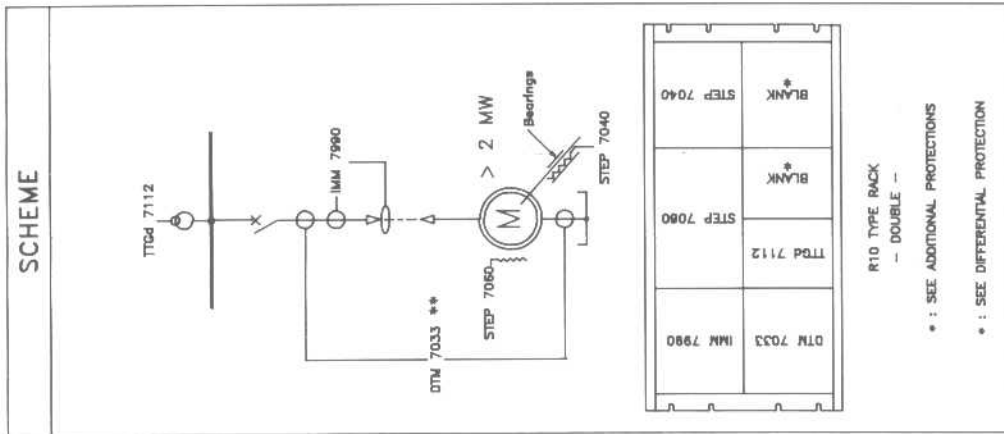 SCHEME
TTGd 7112
IMM 7990
> 2 MW
M
Bearings
STEP 7040
STEP 7060
DTM 7033 **
STEP 7040
BLANK
*
STEP 7060
BLANK
*
TTGd 7112
IMM 7990
DTM 7033
R10 TYPE RACK
- DOUBLE -
* : SEE ADDITIONAL PROTECTIONS
* : SEE DIFFERENTIAL PROTECTION